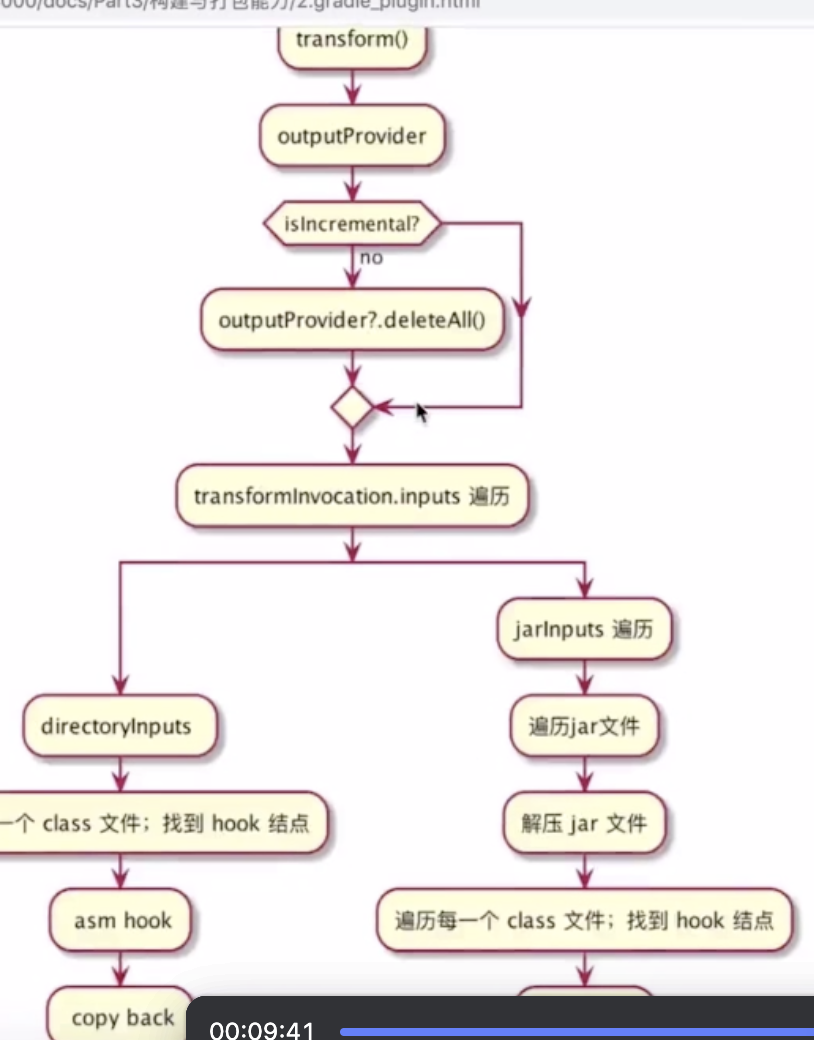 000/docs/Part3/构建与打包能力/2.gradle_plugin.html
transform()
outputProvider
isIncremental?
no
outputProvider?.deleteAll()
transformInvocation.inputs 遍历
jarInputs 遍历
directoryInputs
遍历jar文件
一个 class 文件；找到 hook 结点
解压 jar 文件
asm hook
遍历每一个 class 文件；找到 hook 结点
copy back
00:09:41